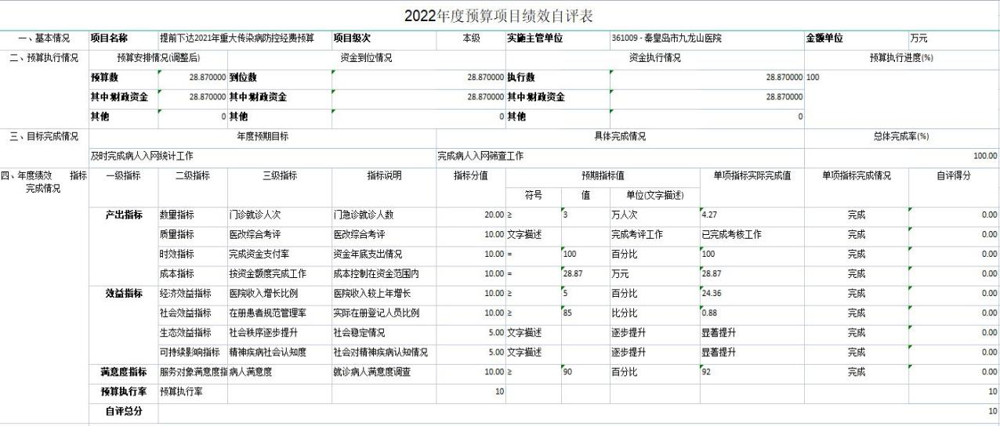 2022年度预算项目绩效自评表
一、基本情况 项目名称 提前下达2021年重大传染病防控经费预算 项目级次 本级 实施主管单位 361009 - 秦皇岛市九龙山医院 金额单位 万元
二、预算执行情况 预算安排情况(调整后) 资金到位情况 资金执行情况 预算执行进度(%)
预算数 28.870000 到位数 28.870000 执行数 28.870000 100
其中:财政资金 28.870000 其中:财政资金 28.870000 其中:财政资金 28.870000
其他 0 其他 0 其他 0
三、目标完成情况 年度预期目标 具体完成情况 总体完成率(%)
及时完成病人入网统计工作 完成病人入网筛查工作 100.00
四、年度绩效 指标 一级指标 二级指标 三级指标 指标说明 指标分值 预期指标值 单项指标实际完成值 单项指标完成情况 自评得分
完成情况 符号 值 单位(文字描述)
产出指标 数量指标 门诊就诊人次 门急诊就诊人数 20.00 ≥ 3 万人次 4.27 完成 0.00
质量指标 医改综合考评 医改综合考评 10.00 文字描述 完成考评工作 已完成考核工作 完成 0.00
时效指标 完成资金支付率 资金年底支出情况 10.00 = 100 百分比 100 完成 0.00
成本指标 按资金额度完成工作 成本控制在资金范围内 10.00 = 28.87 万元 28.87 完成 0.00
效益指标 经济效益指标 医院收入增长比例 医院收入较上年增长 10.00 ≥ 5 百分比 24.36 完成 0.00
社会效益指标 在册患者规范管理率 实际在册登记人员比例 10.00 ≥ 85 比分比 0.88 完成 0.00
生态效益指标 社会秩序逐步提升 社会稳定情况 5.00 文字描述 逐步提升 显著提升 完成 0.00
可持续影响指标 精神疾病社会认知度 社会对精神疾病认知情况 5.00 文字描述 逐步提升 显著提升 完成 0.00
满意度指标 服务对象满意度指 病人满意度 就诊病人满意度调查 10.00 ≥ 90 百分比 92 完成 0.00
预算执行率 预算执行率 10 10
自评总分 10